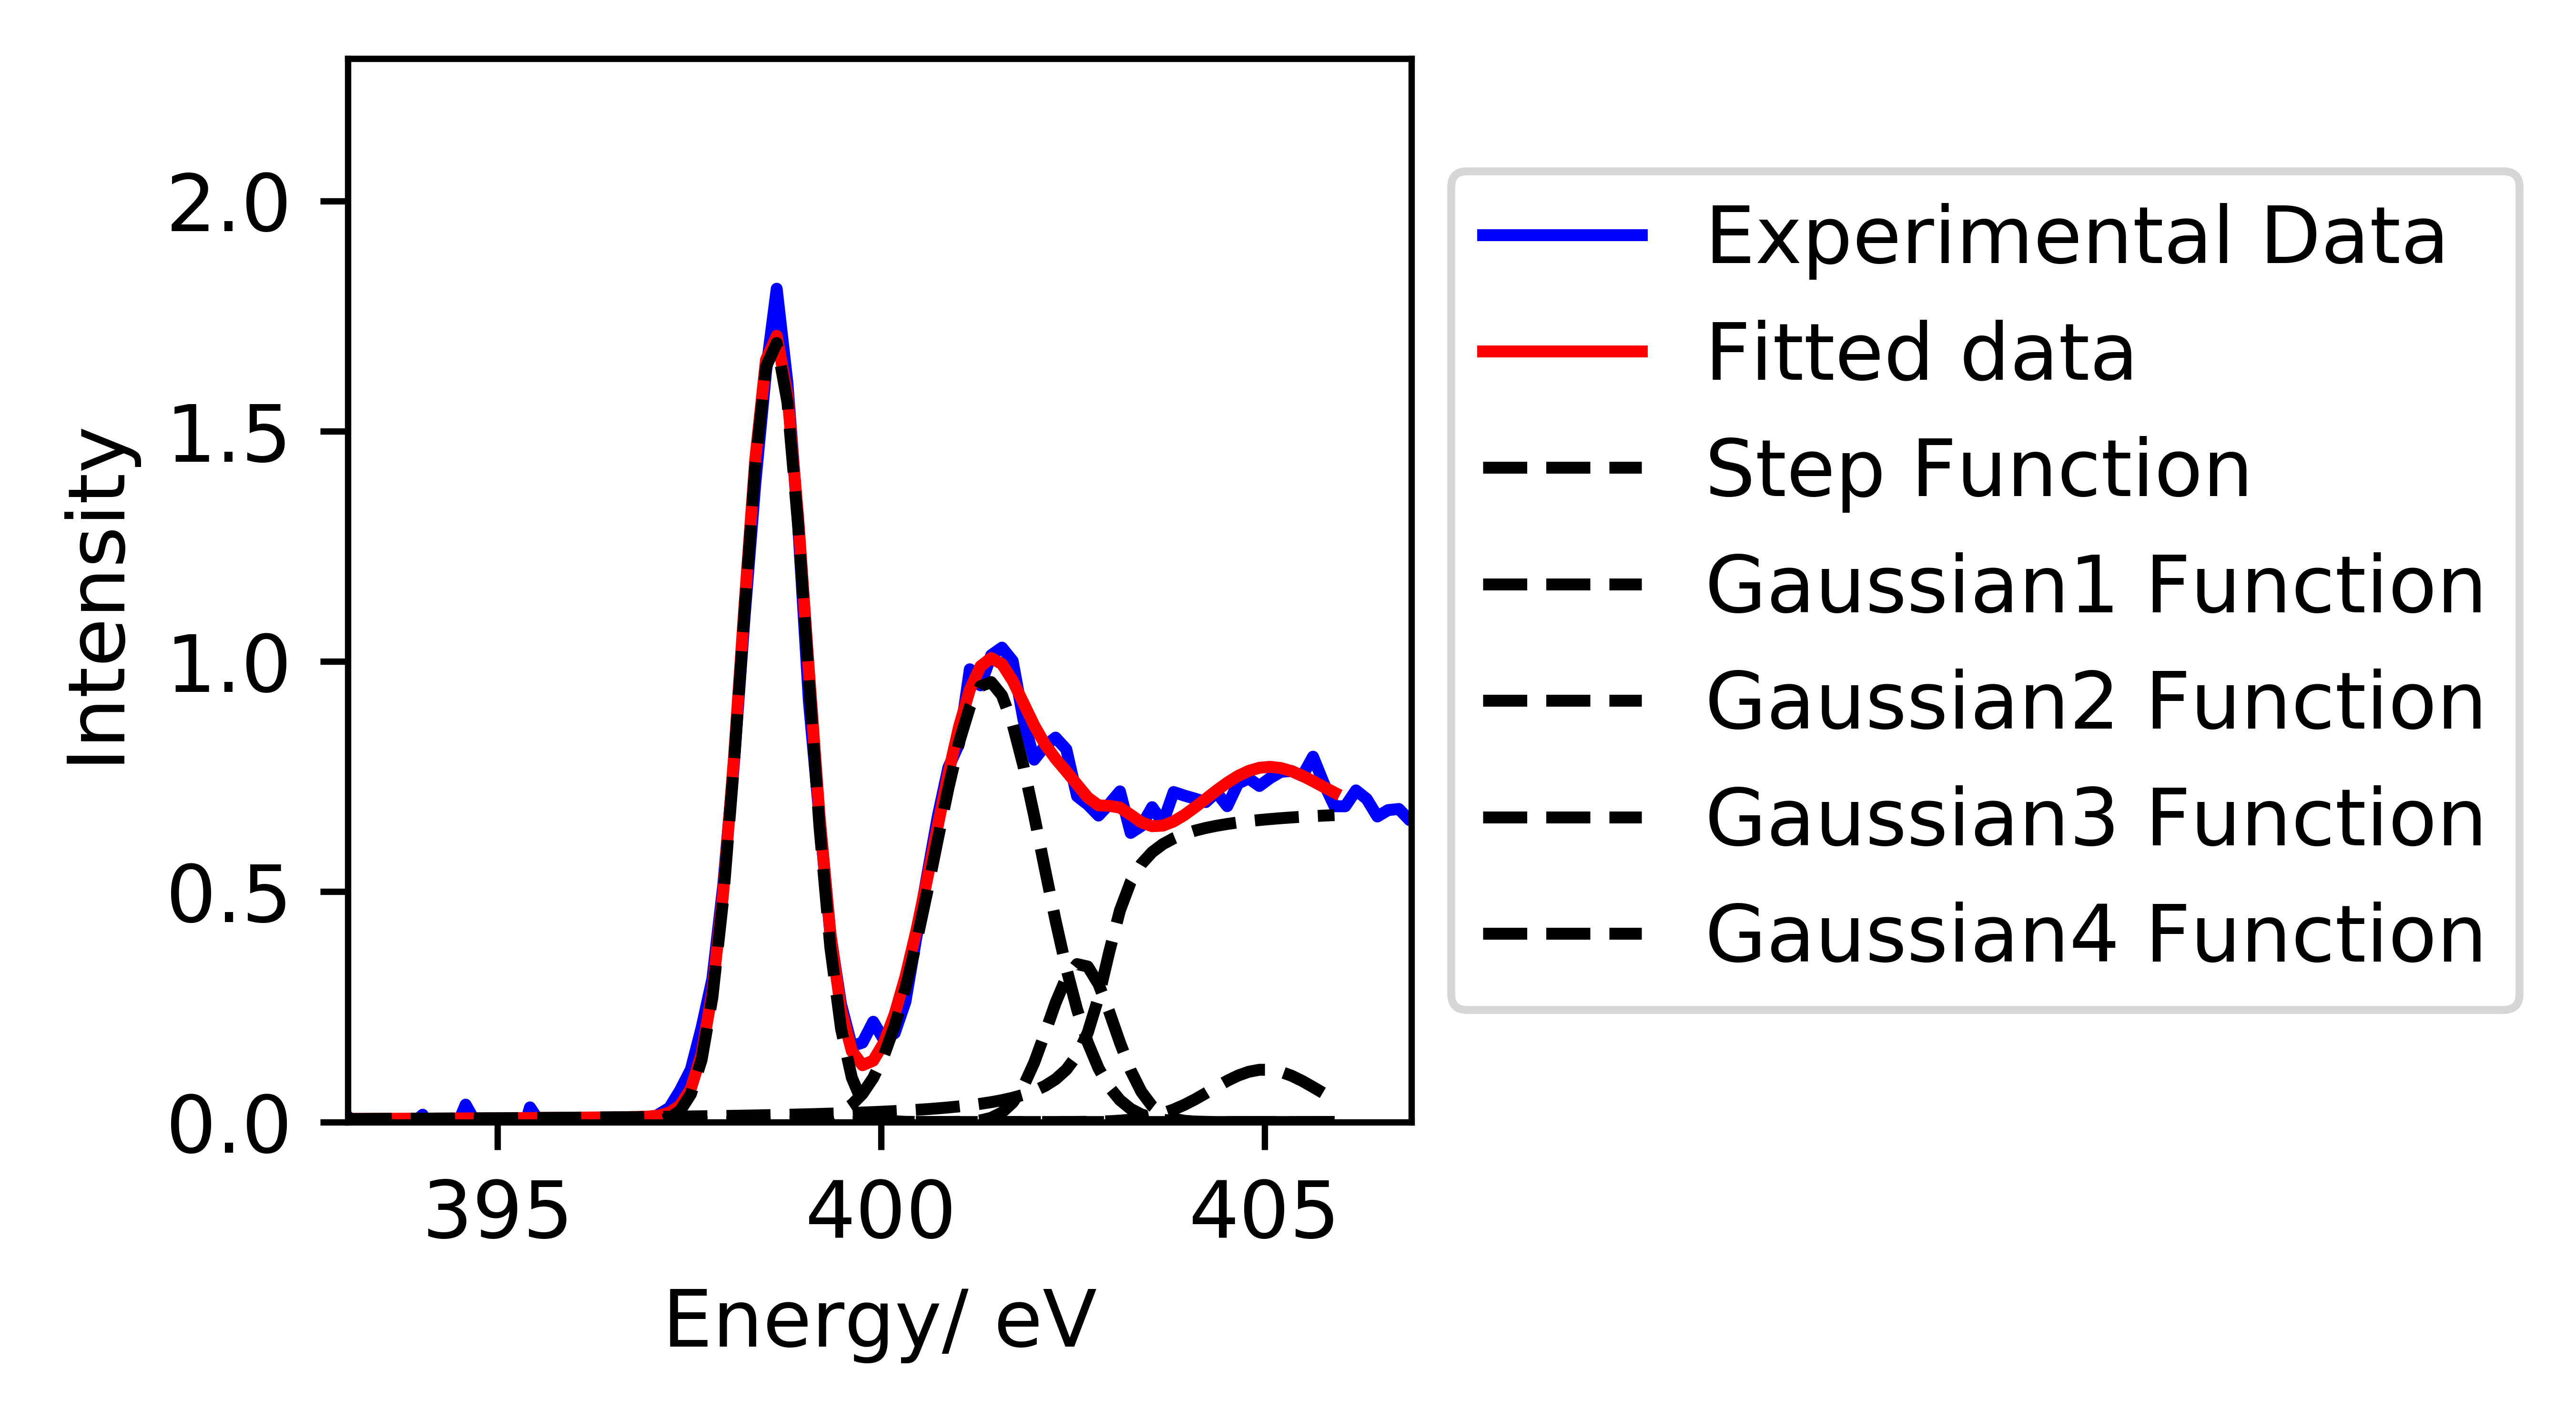 2.0
1.5
1.0
0.5
0.0
Intensity
395 400 405
Energy/ eV
Experimental Data
Fitted data
Step Function
Gaussian1 Function
Gaussian2 Function
Gaussian3 Function
Gaussian4 Function